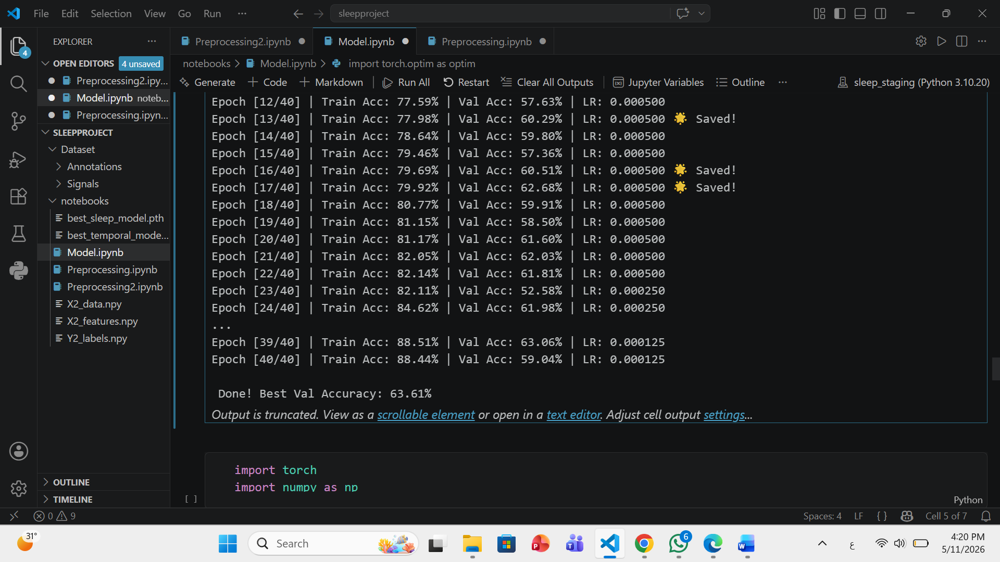 File Edit Selection View Go Run ...
sleepproject
EXPLORER
OPEN EDITORS 4 unsaved
Preprocessing2.ipy...
Model.ipynb noteb...
Preprocessing.ipyn...
SLEEPPROJECT
Dataset
Annotations
Signals
notebooks
best_sleep_model.pth
best_temporal_mode...
Model.ipynb
Preprocessing.ipynb
Preprocessing2.ipynb
X2_data.npy
X2_features.npy
Y2_labels.npy
OUTLINE
TIMELINE
4
Preprocessing2.ipynb
Model.ipynb
Preprocessing.ipynb
notebooks > Model.ipynb > import torch.optim as optim
Generate + Code + Markdown | Run All Restart Clear All Outputs | Jupyter Variables Outline ...
sleep_staging (Python 3.10.20)
Epoch [12/40] | Train Acc: 77.59% | Val Acc: 57.63% | LR: 0.000500
Epoch [13/40] | Train Acc: 77.98% | Val Acc: 60.29% | LR: 0.000500 🌟 Saved!
Epoch [14/40] | Train Acc: 78.64% | Val Acc: 59.80% | LR: 0.000500
Epoch [15/40] | Train Acc: 79.46% | Val Acc: 57.36% | LR: 0.000500
Epoch [16/40] | Train Acc: 79.69% | Val Acc: 60.51% | LR: 0.000500 🌟 Saved!
Epoch [17/40] | Train Acc: 79.92% | Val Acc: 62.68% | LR: 0.000500 🌟 Saved!
Epoch [18/40] | Train Acc: 80.77% | Val Acc: 59.91% | LR: 0.000500
Epoch [19/40] | Train Acc: 81.15% | Val Acc: 58.50% | LR: 0.000500
Epoch [20/40] | Train Acc: 81.17% | Val Acc: 61.60% | LR: 0.000500
Epoch [21/40] | Train Acc: 82.05% | Val Acc: 62.03% | LR: 0.000500
Epoch [22/40] | Train Acc: 82.14% | Val Acc: 61.81% | LR: 0.000500
Epoch [23/40] | Train Acc: 82.11% | Val Acc: 52.58% | LR: 0.000250
Epoch [24/40] | Train Acc: 84.62% | Val Acc: 61.98% | LR: 0.000250
...
Epoch [39/40] | Train Acc: 88.51% | Val Acc: 63.06% | LR: 0.000125
Epoch [40/40] | Train Acc: 88.44% | Val Acc: 59.04% | LR: 0.000125
Done! Best Val Accuracy: 63.61%
Output is truncated. View as a scrollable element or open in a text editor. Adjust cell output settings...
import torch
import numpy as np
[ ]
Python
0 9
Spaces: 4 LF { } Cell 5 of 7
31°
Search
6
ع
4:20 PM
5/11/2026